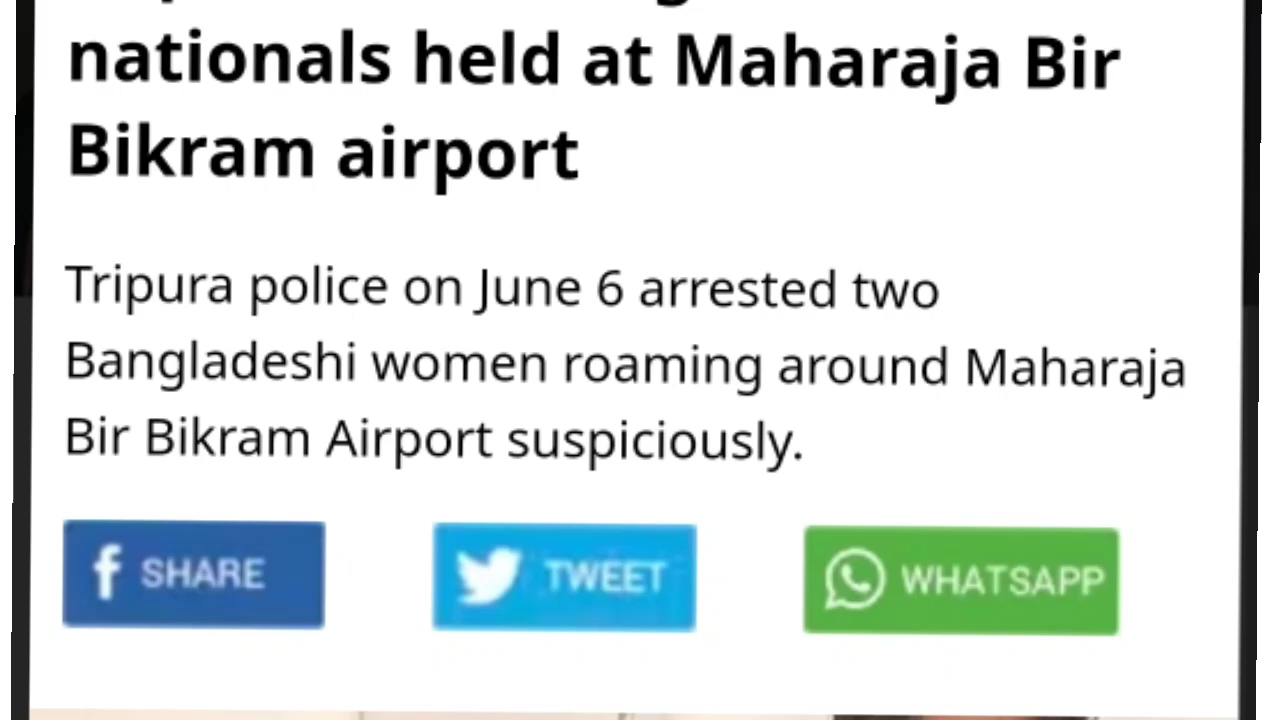 nationals held at Maharaja Bir
Bikram airport
Tripura police on June 6 arrested two
Bangladeshi women roaming around Maharaja
Bir Bikram Airport suspiciously.
f SHARE
TWEET
WHATSAPP